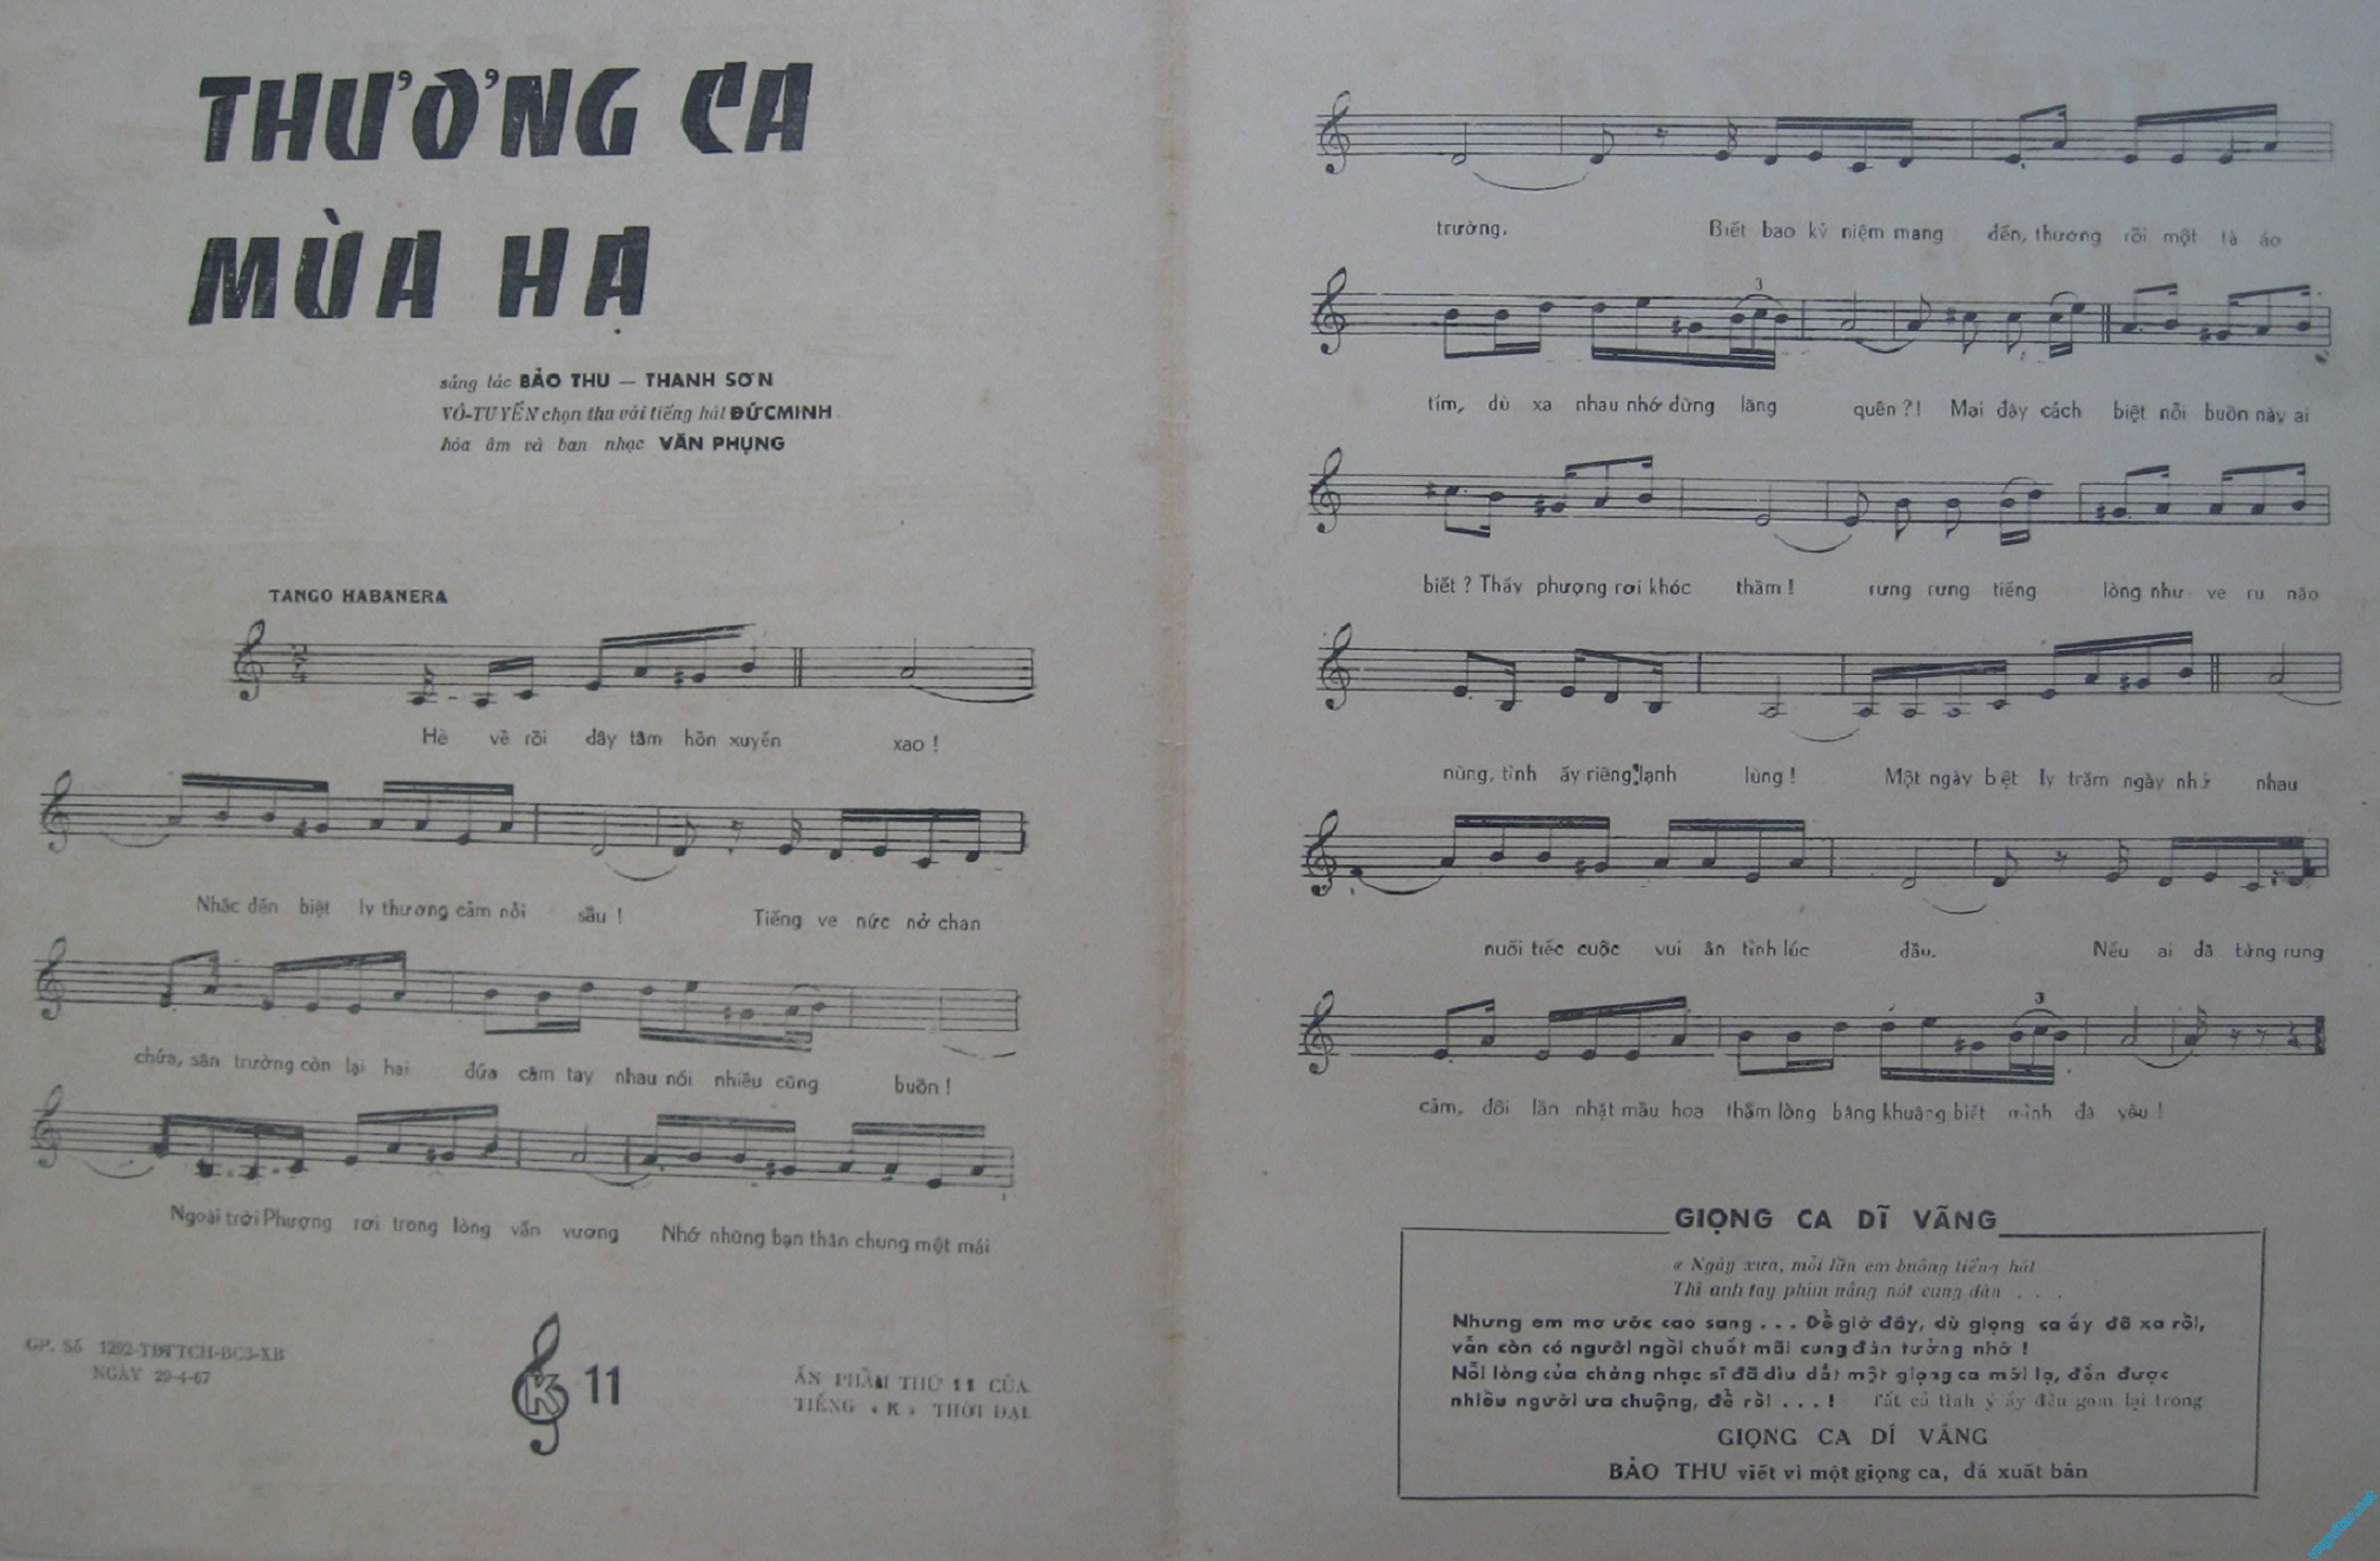 THƯƠNG CA
MÙA HẠ
sáng tác BẢO THU — THANH SƠN
VÔ-TUYẾN chọn thu với tiếng hát ĐỨCMINH
hòa âm và ban nhạc VĂN PHỤNG
TANGO HABANERA
2
4
Hè về rồi đây tâm hồn xuyến xao !
Nhắc đến biệt ly thương cảm nỗi sầu ! Tiếng ve nức nở chan
chứa, sân trường còn lại hai đứa cầm tay nhau nói nhiều cũng buồn !
Ngoài trời Phượng rơi trong lòng vấn vương Nhớ những bạn thân chung một mái
GP. Số 1292-TĐTTCH-BC3-XB
NGÀY 29-4-67
K 11
ẤN PHẨM THỨ 11 CỦA
TIẾNG « K » THỜI ĐẠI
trường. Biết bao kỷ niệm mang đến, thương rồi một tà áo
3
tím, dù xa nhau nhớ đừng lãng quên ?! Mai đây cách biệt nỗi buồn này ai
biết ? Thấy phượng rơi khóc thầm ! rưng rưng tiếng lòng như ve ru não
nùng, tình ấy riêng lạnh lùng ! Một ngày biệt ly trăm ngày nhớ nhau
nuối tiếc cuộc vui ân tình lúc đầu. Nếu ai đã từng rung
3
cảm, đôi lần nhặt mầu hoa thắm lòng bâng khuâng biết mình đã yêu !
GIỌNG CA DĨ VÃNG
« Ngày xưa, mỗi lần em buông tiếng hát
Thì anh tay phím nắng nót cung đàn . . . .
Nhưng em mơ ước cao sang . . . Để giờ đây, dù giọng ca ấy đã xa rồi,
vẫn còn có người ngồi chuốt mãi cung đàn tưởng nhớ !
Nỗi lòng của chàng nhạc sĩ đã dìu dắt một giọng ca mới lạ, đến được
nhiều người ưa chuộng, để rồi . . . ! Tất cả tình ý ấy đều gom lại trong
GIỌNG CA DĨ VÃNG
BẢO THU viết vì một giọng ca, đã xuất bản